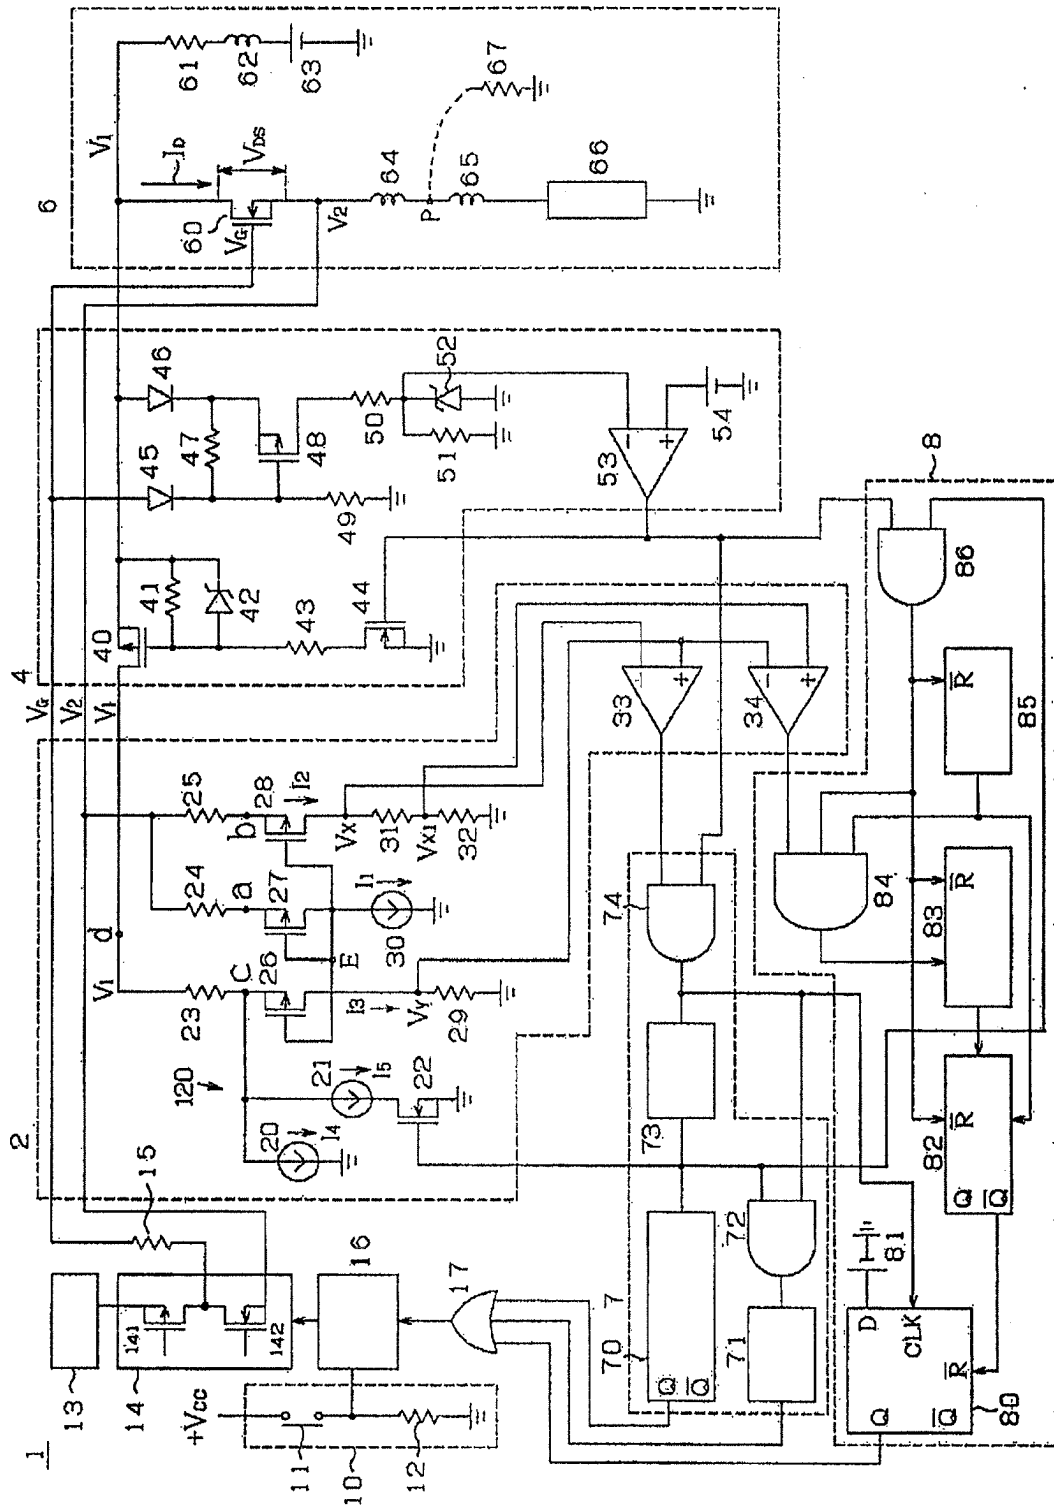 1
2
4
6
13
14
141
142
15
16
17
+Vcc
11
10
12
VG
V2
V1
V1
d
120
23
C
24
a
25
b
26
27
28
I2
20
I4
21
I5
22
I3
Vy
29
E
30
I1
Vx
31
Vx1
32
33
+
34
−
+
40
41
42
43
44
45
46
47
48
49
50
51
52
53
−
+
54
V1
ID
VDS
60
VG
V2
61
62
63
64
P
65
66
67
7
70
Q
Q̅
71
72
73
74
8
80
D
CLK
Q
Q̅
R̅
81
82
Q
Q̅
R̅
83
R̅
84
85
R̅
86